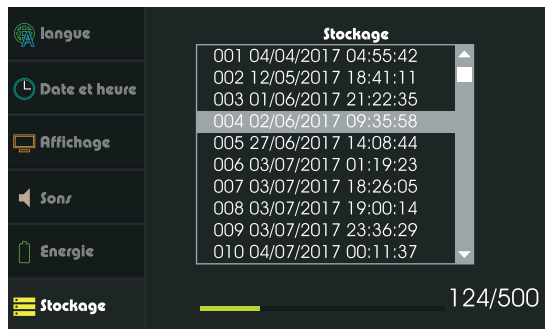 langue
Date et heure
Affichage
Sons
Energie
Stockage
Stockage
001 04/04/2017 04:55:42
002 12/05/2017 18:41:11
003 01/06/2017 21:22:35
004 02/06/2017 09:35:58
005 27/06/2017 14:08:44
006 03/07/2017 01:19:23
007 03/07/2017 18:26:05
008 03/07/2017 19:00:14
009 03/07/2017 23:36:29
010 04/07/2017 00:11:37
124/500